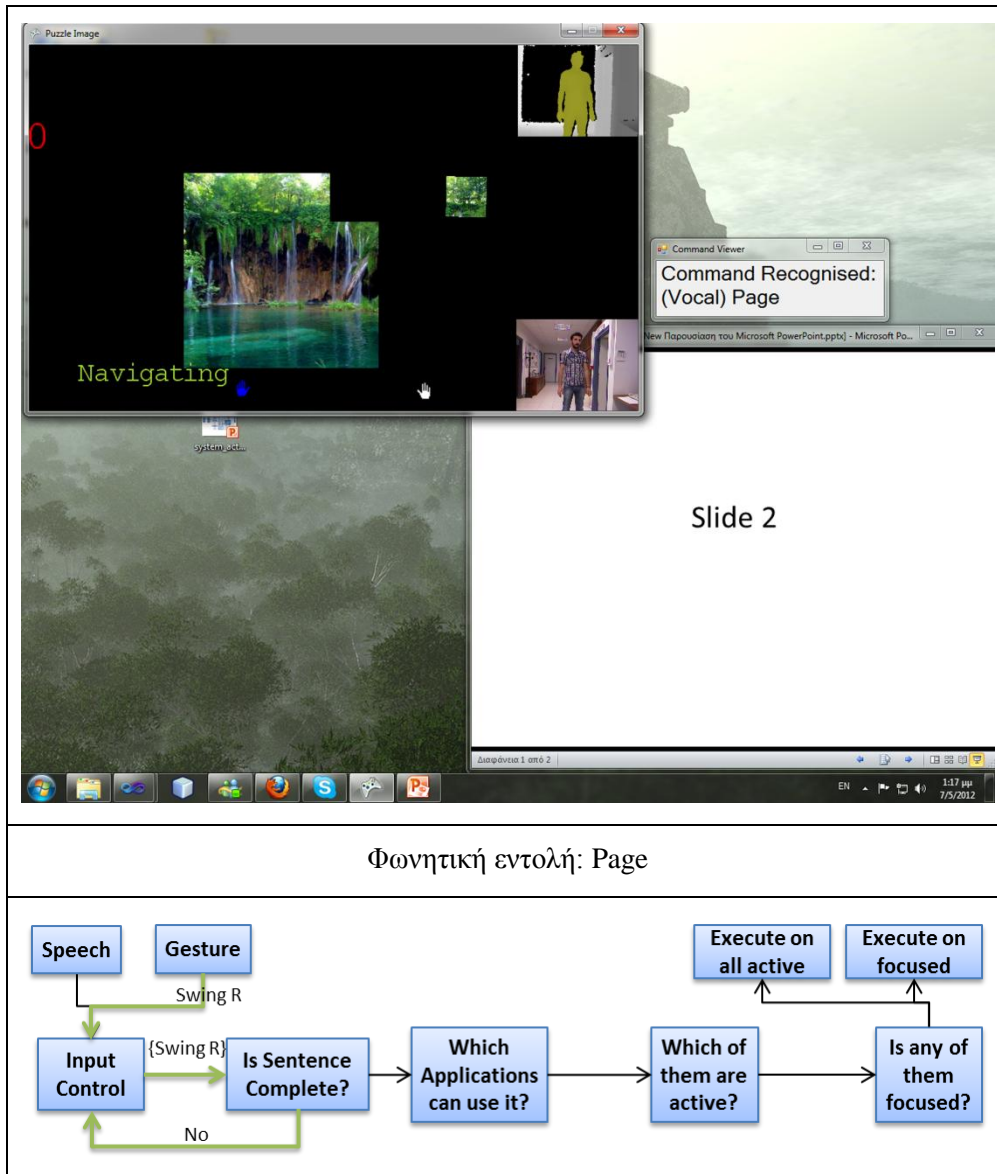 Puzzle Image
0
Navigating
Command Viewer
Command Recognised:
(Vocal) Page
New Παρουσίαση του Microsoft PowerPoint.pptx] - Microsoft Po...
system_act...
Slide 2
Διαφάνεια 1 από 2
EN
1:17 μμ
7/5/2012
Φωνητική εντολή: Page
Speech
Gesture
Swing R
Execute on
all active
Execute on
focused
Input
Control
{Swing R}
Is Sentence
Complete?
Which
Applications
can use it?
Which of
them are
active?
Is any of
them
focused?
No